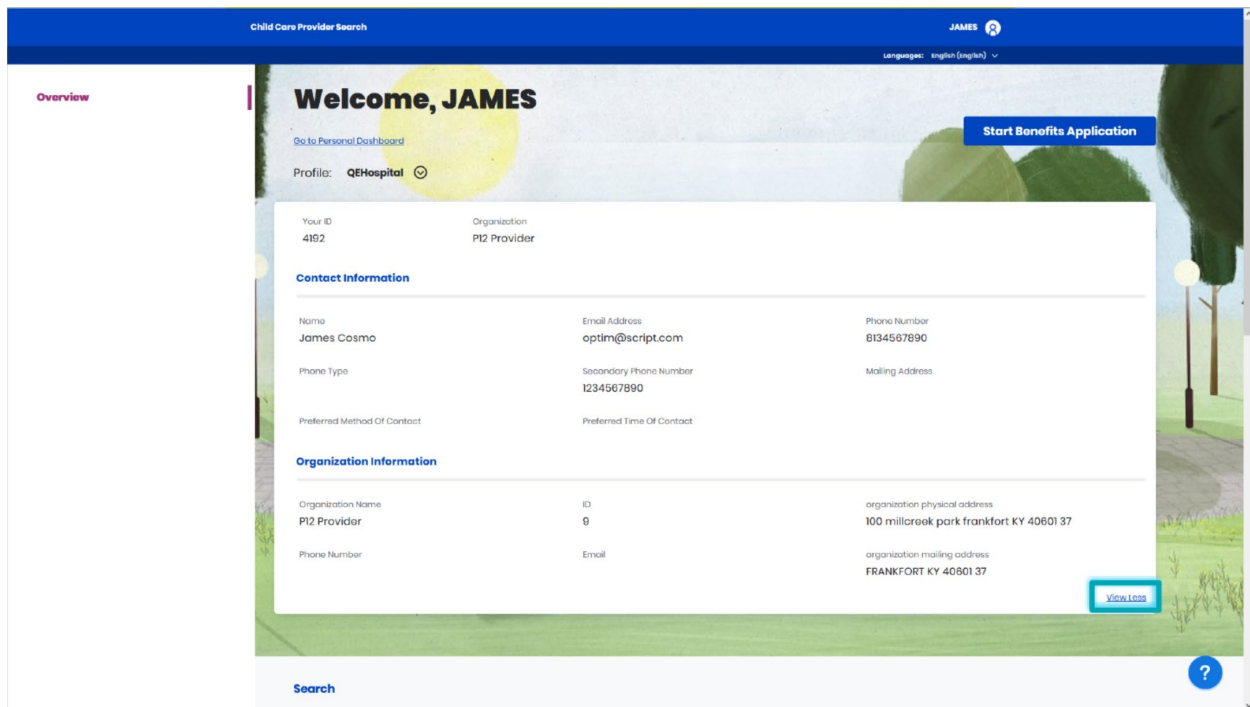 Child Care Provider Search
JAMES
Languages: English (English)
Overview
Welcome, JAMES
Go to Personal Dashboard
Start Benefits Application
Profile: QEHospital
Your ID
Organization
4192
P12 Provider
Contact Information
Name
Email Address
Phone Number
James Cosmo
optim@script.com
8134567890
Phone Type
Secondary Phone Number
Mailing Address
1234567890
Preferred Method Of Contact
Preferred Time Of Contact
Organization Information
Organization Name
ID
organization physical address
P12 Provider
9
100 millcreek park frankfort KY 40601 37
Phone Number
Email
organization mailing address
FRANKFORT KY 40601 37
View Less
?
Search